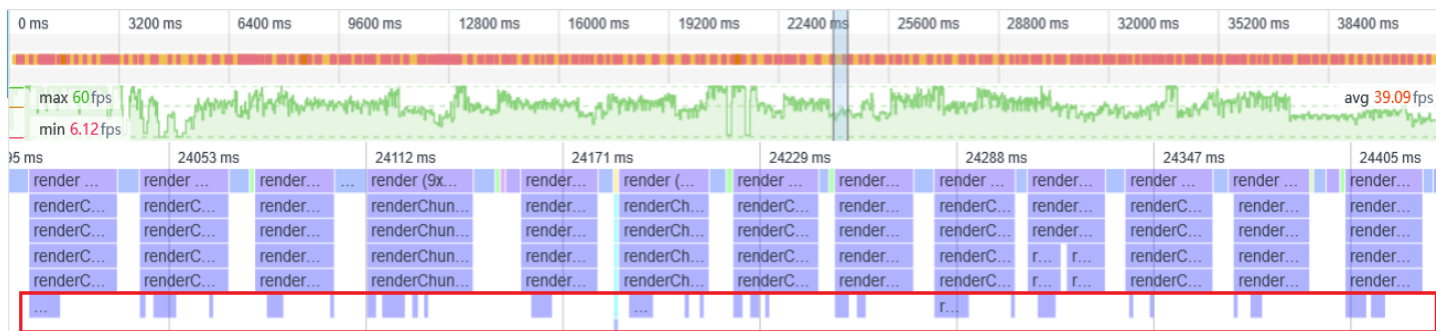 0 ms 3200 ms 6400 ms 9600 ms 12800 ms 16000 ms 19200 ms 22400 ms 25600 ms 28800 ms 32000 ms 35200 ms 38400 ms
max 60fps avg 39.09fps
min 6.12fps
95 ms 24053 ms 24112 ms 24171 ms 24229 ms 24288 ms 24347 ms 24405 ms
render ... render ... render... ... render (9x... render... render (... render... render... render ... render... render ... render ... render...
renderC... renderC... render... renderChun... render... renderCh... renderC... render... renderC... render... renderC... render... render...
renderC... renderC... render... renderChun... render... renderCh... renderC... render... renderC... render... renderC... render... render...
renderC... renderC... render... renderChun... render... renderCh... renderC... render... renderC... r... r... renderC... render... render...
renderC... renderC... render... renderChun... render... renderCh... renderC... render... renderC... r... r... renderC... render... render...
... ... r...